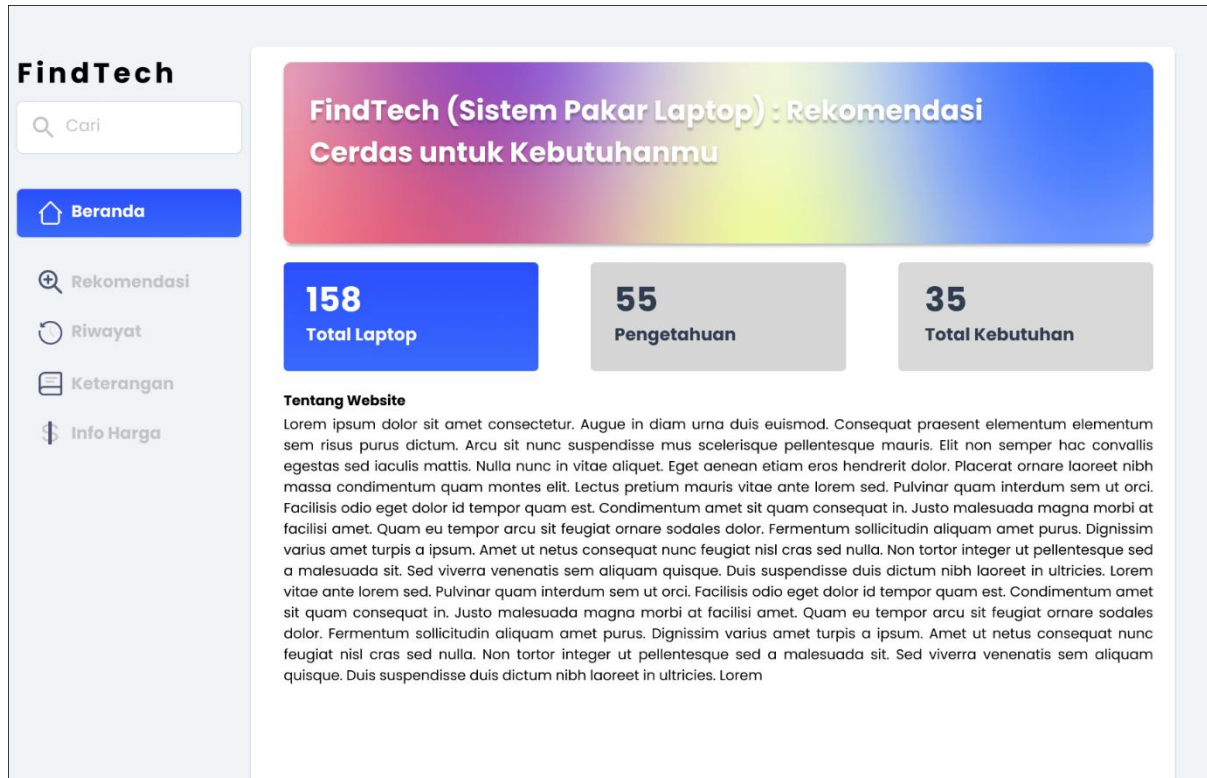 FindTech
Cari
Beranda
Rekomendasi
Riwayat
Keterangan
Info Harga
FindTech (Sistem Pakar Laptop) : Rekomendasi
Cerdas untuk Kebutuhanmu
158
Total Laptop
55
Pengetahuan
35
Total Kebutuhan
Tentang Website
Lorem ipsum dolor sit amet consectetur. Augue in diam urna duis euismod. Consequat praesent elementum elementum
sem risus purus dictum. Arcu sit nunc suspendisse mus scelerisque pellentesque mauris. Elit non semper hac convallis
egestas sed iaculis mattis. Nulla nunc in vitae aliquet. Eget aenean etiam eros hendrerit dolor. Placerat ornare laoreet nibh
massa condimentum quam montes elit. Lectus pretium mauris vitae ante lorem sed. Pulvinar quam interdum sem ut orci.
Facilisis odio eget dolor id tempor quam est. Condimentum amet sit quam consequat in. Justo malesuada magna morbi at
facilisi amet. Quam eu tempor arcu sit feugiat ornare sodales dolor. Fermentum sollicitudin aliquam amet purus. Dignissim
varius amet turpis a ipsum. Amet ut netus consequat nunc feugiat nisl cras sed nulla. Non tortor integer ut pellentesque sed
a malesuada sit. Sed viverra venenatis sem aliquam quisque. Duis suspendisse duis dictum nibh laoreet in ultricies. Lorem
vitae ante lorem sed. Pulvinar quam interdum sem ut orci. Facilisis odio eget dolor id tempor quam est. Condimentum amet
sit quam consequat in. Justo malesuada magna morbi at facilisi amet. Quam eu tempor arcu sit feugiat ornare sodales
dolor. Fermentum sollicitudin aliquam amet purus. Dignissim varius amet turpis a ipsum. Amet ut netus consequat nunc
feugiat nisl cras sed nulla. Non tortor integer ut pellentesque sed a malesuada sit. Sed viverra venenatis sem aliquam
quisque. Duis suspendisse duis dictum nibh laoreet in ultricies. Lorem